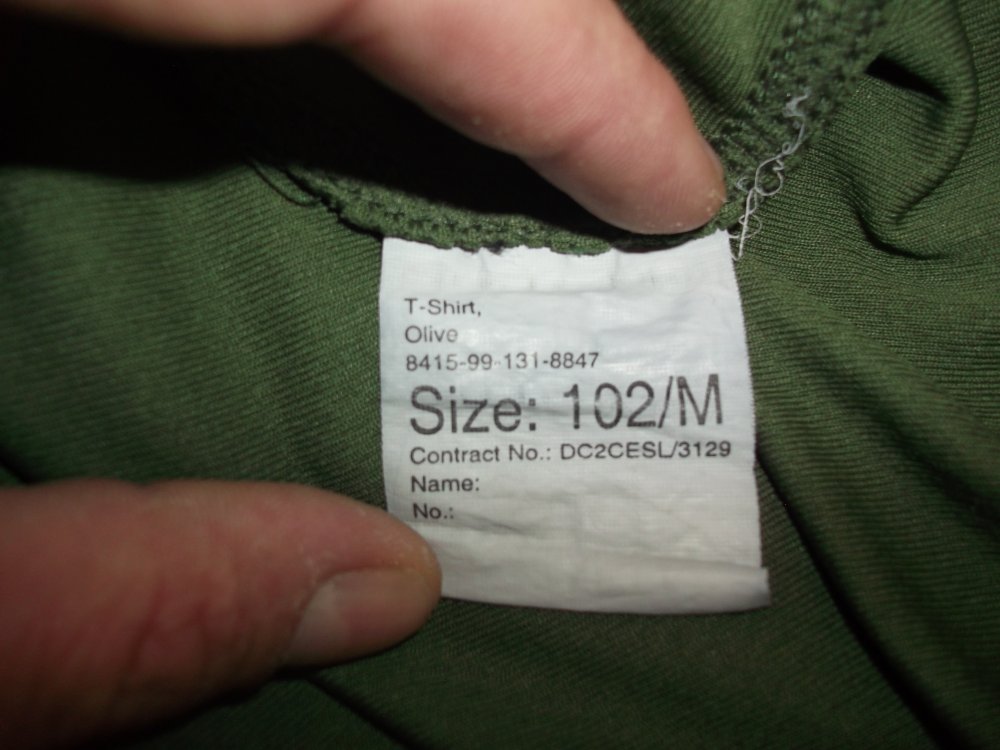 T-Shirt,
Olive
8415-99-131-8847
Size: 102/M
Contract No.: DC2CESL/3129
Name:
No.: